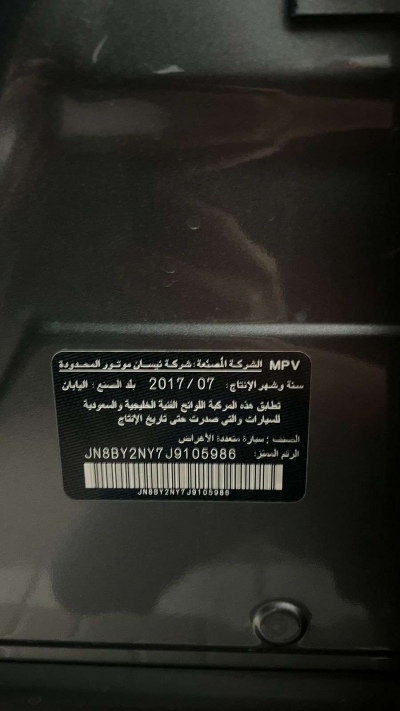 MPV الشركة المصنعة : شركة نيسان موتور المحدودة
سنة وشهر الإنتاج : 2017/07 بلد الصنع : اليابان
تطابق هذه المركبة اللوائح الفنية الخليجية والسعودية
للسيارات والتي صدرت حتى تاريخ الإنتاج
الصنف : سيارة متعددة الأغراض
الرقم المميز: JN8BY2NY7J9105986
JN8BY2NY7J9105986